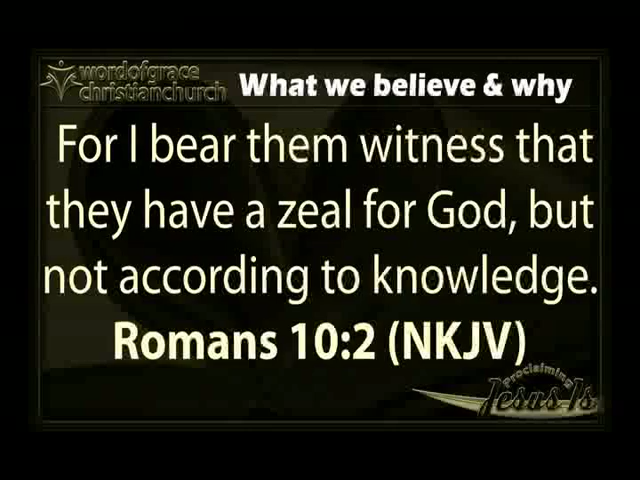 wordofgrace
christianchurch
What we believe & why
For I bear them witness that
they have a zeal for God, but
not according to knowledge.
Romans 10:2 (NKJV)
Proclaiming
Jesus Is